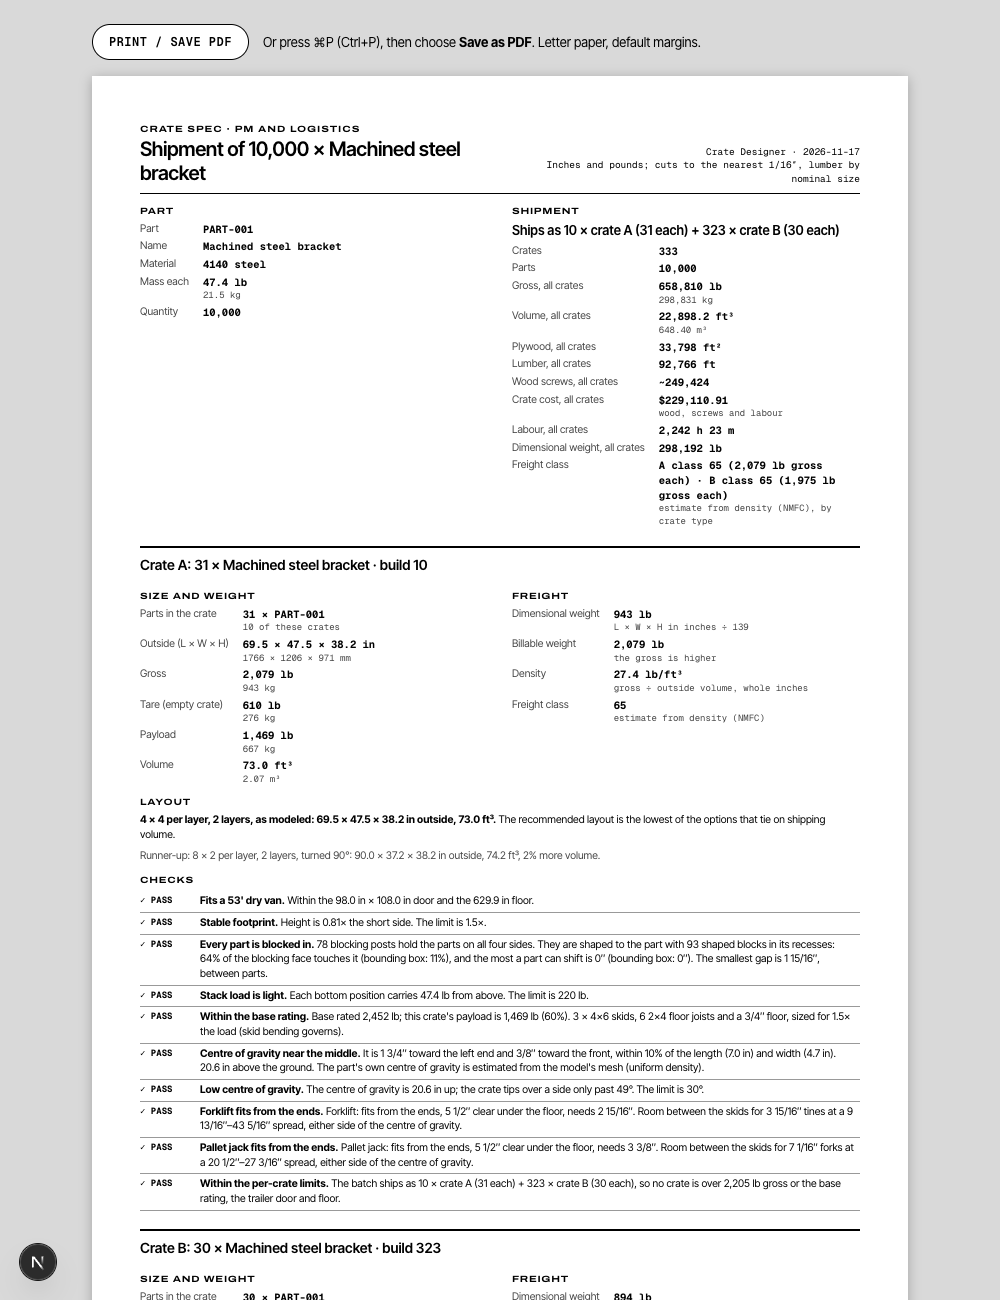 PRINT / SAVE PDF
Or press ⌘P (Ctrl+P), then choose Save as PDF. Letter paper, default margins.
CRATE SPEC · PM AND LOGISTICS
Shipment of 10,000 × Machined steel
bracket
Crate Designer · 2026-11-17
Inches and pounds; cuts to the nearest 1/16″, lumber by
nominal size
PART
Part PART-001
Name Machined steel bracket
Material 4140 steel
Mass each 47.4 lb
21.5 kg
Quantity 10,000
SHIPMENT
Ships as 10 × crate A (31 each) + 323 × crate B (30 each)
Crates 333
Parts 10,000
Gross, all crates 658,810 lb
298,831 kg
Volume, all crates 22,898.2 ft³
648.40 m³
Plywood, all crates 33,798 ft²
Lumber, all crates 92,766 ft
Wood screws, all crates ~249,424
Crate cost, all crates $229,110.91
wood, screws and labour
Labour, all crates 2,242 h 23 m
Dimensional weight, all crates 298,192 lb
Freight class A class 65 (2,079 lb gross
each) · B class 65 (1,975 lb
gross each)
estimate from density (NMFC), by
crate type
Crate A: 31 × Machined steel bracket · build 10
SIZE AND WEIGHT
Parts in the crate 31 × PART-001
10 of these crates
Outside (L × W × H) 69.5 × 47.5 × 38.2 in
1766 × 1206 × 971 mm
Gross 2,079 lb
943 kg
Tare (empty crate) 610 lb
276 kg
Payload 1,469 lb
667 kg
Volume 73.0 ft³
2.07 m³
FREIGHT
Dimensional weight 943 lb
L × W × H in inches ÷ 139
Billable weight 2,079 lb
the gross is higher
Density 27.4 lb/ft³
gross ÷ outside volume, whole inches
Freight class 65
estimate from density (NMFC)
LAYOUT
4 × 4 per layer, 2 layers, as modeled: 69.5 × 47.5 × 38.2 in outside, 73.0 ft³. The recommended layout is the lowest of the options that tie on shipping
volume.
Runner-up: 8 × 2 per layer, 2 layers, turned 90°: 90.0 × 37.2 × 38.2 in outside, 74.2 ft³, 2% more volume.
CHECKS
✓ PASS Fits a 53' dry van. Within the 98.0 in × 108.0 in door and the 629.9 in floor.
✓ PASS Stable footprint. Height is 0.81× the short side. The limit is 1.5×.
✓ PASS Every part is blocked in. 78 blocking posts hold the parts on all four sides. They are shaped to the part with 93 shaped blocks in its recesses:
64% of the blocking face touches it (bounding box: 11%), and the most a part can shift is 0″ (bounding box: 0″). The smallest gap is 1 15/16″,
between parts.
✓ PASS Stack load is light. Each bottom position carries 47.4 lb from above. The limit is 220 lb.
✓ PASS Within the base rating. Base rated 2,452 lb; this crate's payload is 1,469 lb (60%). 3 × 4×6 skids, 6 2×4 floor joists and a 3/4″ floor, sized for 1.5×
the load (skid bending governs).
✓ PASS Centre of gravity near the middle. It is 1 3/4″ toward the left end and 3/8″ toward the front, within 10% of the length (7.0 in) and width (4.7 in).
20.6 in above the ground. The part's own centre of gravity is estimated from the model's mesh (uniform density).
✓ PASS Low centre of gravity. The centre of gravity is 20.6 in up; the crate tips over a side only past 49°. The limit is 30°.
✓ PASS Forklift fits from the ends. Forklift: fits from the ends, 5 1/2″ clear under the floor, needs 2 15/16″. Room between the skids for 3 15/16″ tines at a 9
13/16″–43 5/16″ spread, either side of the centre of gravity.
✓ PASS Pallet jack fits from the ends. Pallet jack: fits from the ends, 5 1/2″ clear under the floor, needs 3 3/8″. Room between the skids for 7 1/16″ forks at
a 20 1/2″–27 3/16″ spread, either side of the centre of gravity.
✓ PASS Within the per-crate limits. The batch ships as 10 × crate A (31 each) + 323 × crate B (30 each), so no crate is over 2,205 lb gross or the base
rating, the trailer door and floor.
Crate B: 30 × Machined steel bracket · build 323
SIZE AND WEIGHT
Parts in the crate 30 × PART-001
FREIGHT
Dimensional weight 894 lb
N